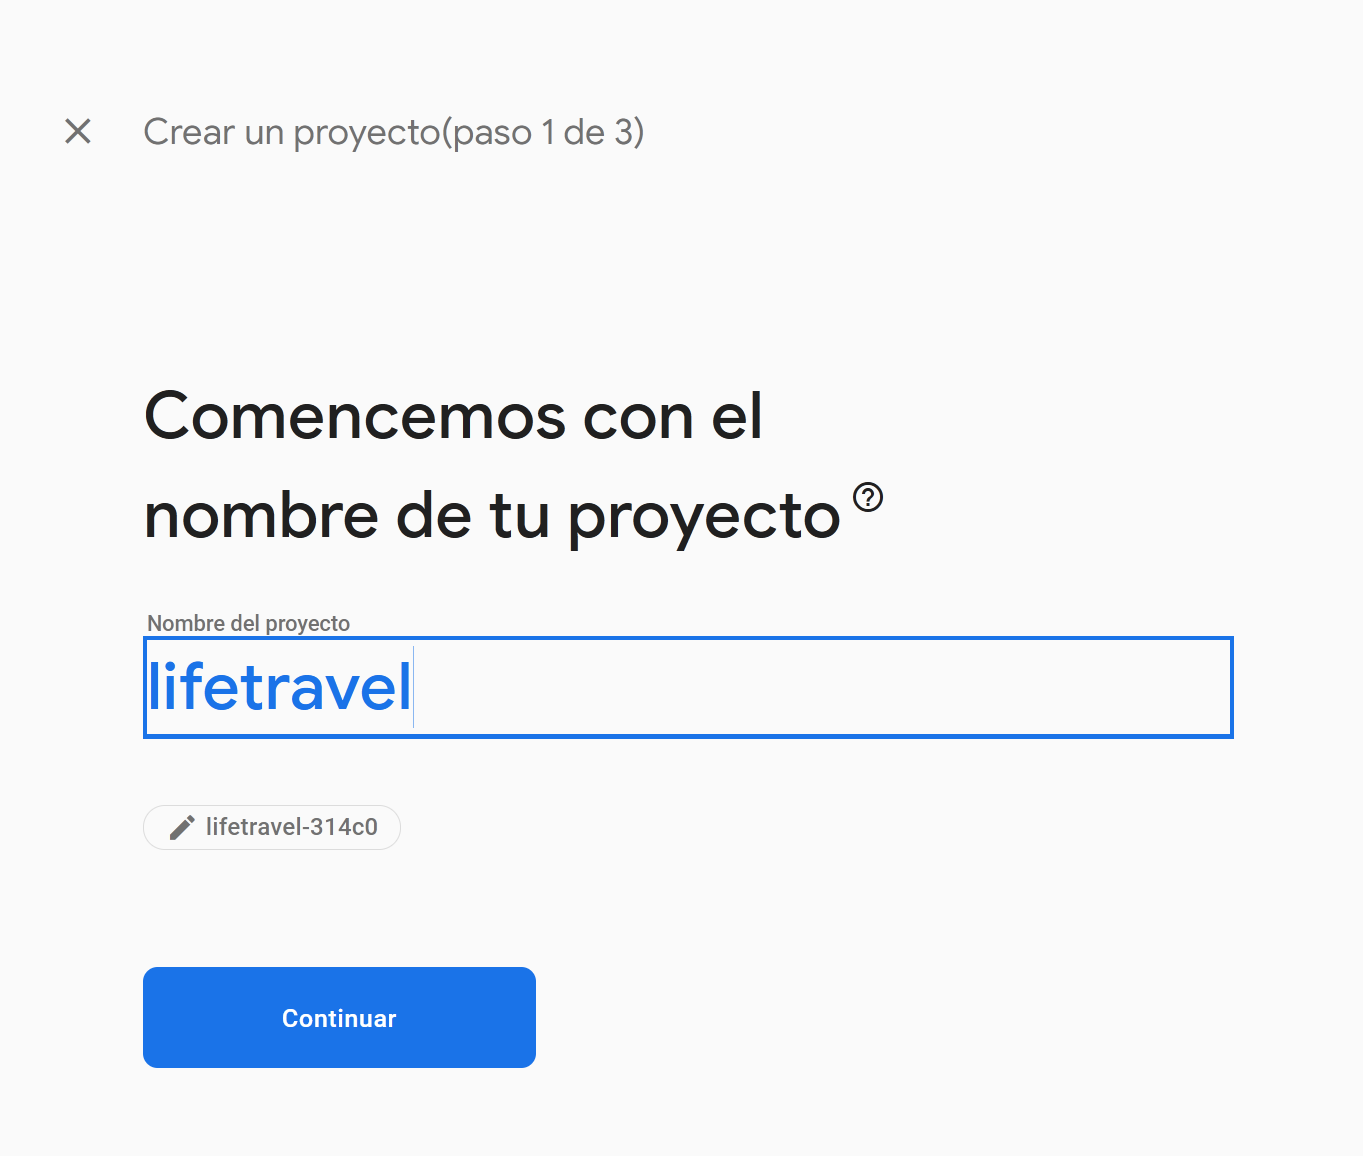 Crear un proyecto(paso 1 de 3)
Comencemos con el
nombre de tu proyecto
Nombre del proyecto
lifetravel
lifetravel-314c0
Continuar